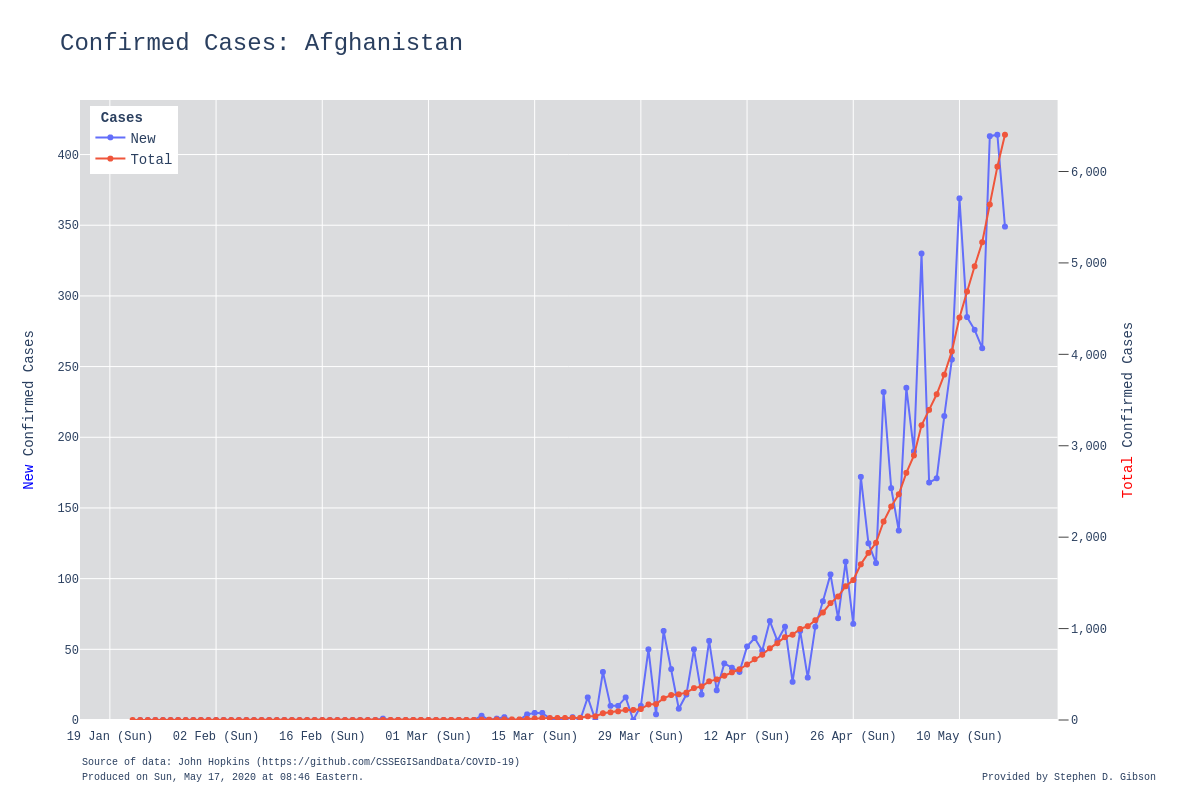 Confirmed Cases: Afghanistan
Cases
New
Total
400
350
300
250
200
150
100
50
0
6,000
5,000
4,000
3,000
2,000
1,000
0
New Confirmed Cases
Total Confirmed Cases
19 Jan (Sun) 02 Feb (Sun) 16 Feb (Sun) 01 Mar (Sun) 15 Mar (Sun) 29 Mar (Sun) 12 Apr (Sun) 26 Apr (Sun) 10 May (Sun)
Source of data: John Hopkins (https://github.com/CSSEGISandData/COVID-19)
Produced on Sun, May 17, 2020 at 08:46 Eastern.
Provided by Stephen D. Gibson